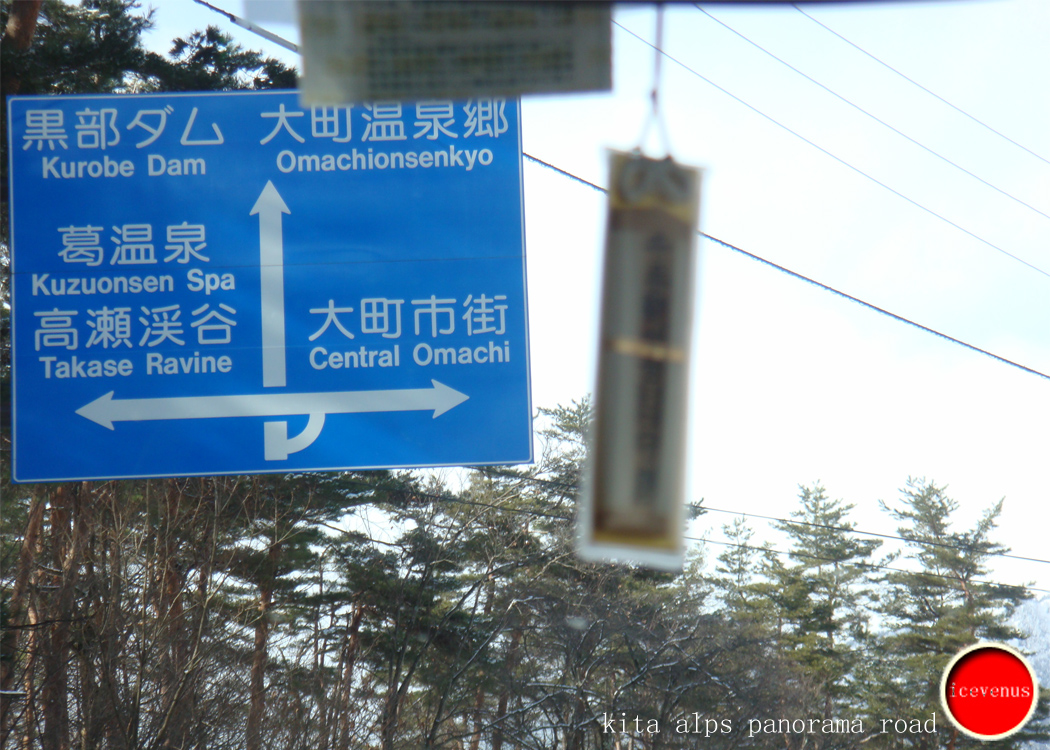 黒部ダム 大町温泉郷
Kurobe Dam Omachionsenkyo
葛温泉
Kuzuonsen Spa
高瀬渓谷
Takase Ravine
大町市街
Central Omachi
icevenus
kita alps panorama road